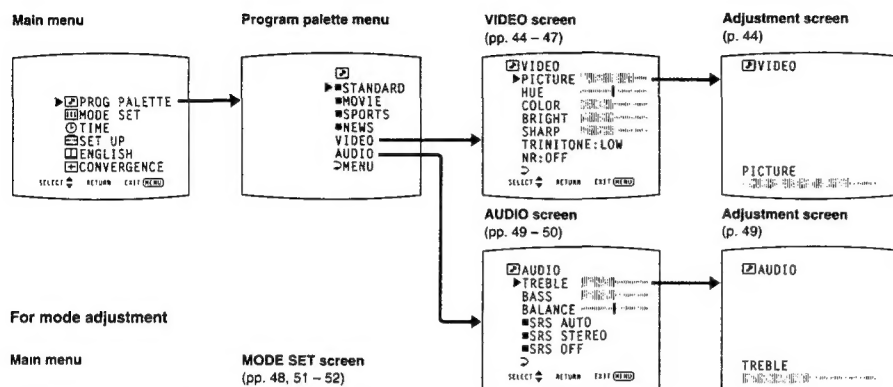 Main menu
PROG PALETTE
MODE SET
TIME
SET UP
ENGLISH
CONVERGENCE
SELECT RETURN EXIT MENU
Program palette menu
STANDARD
MOVIE
SPORTS
NEWS
VIDEO
AUDIO
MENU
VIDEO screen
(pp. 44 – 47)
VIDEO
PICTURE
HUE
COLOR
BRIGHT
SHARP
TRINITONE:LOW
NR:OFF
SELECT RETURN EXIT MENU
Adjustment screen
(p. 44)
VIDEO
PICTURE
AUDIO screen
(pp. 49 – 50)
AUDIO
TREBLE
BASS
BALANCE
SRS AUTO
SRS STEREO
SRS OFF
SELECT RETURN EXIT MENU
Adjustment screen
(p. 49)
AUDIO
TREBLE
For mode adjustment
Main menu
MODE SET screen
(pp. 48, 51 – 52)